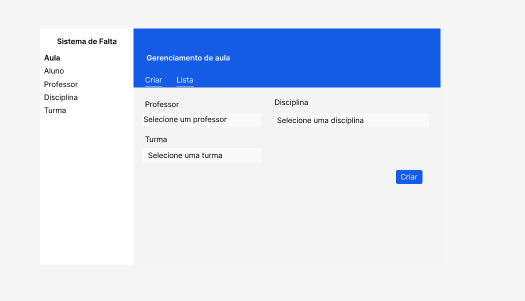 Sistema de Falta
Aula
Aluno
Professor
Disciplina
Turma
Gerenciamento de aula
Criar Lista
Professor
Selecione um professor
Disciplina
Selecione uma disciplina
Turma
Selecione uma turma
Criar